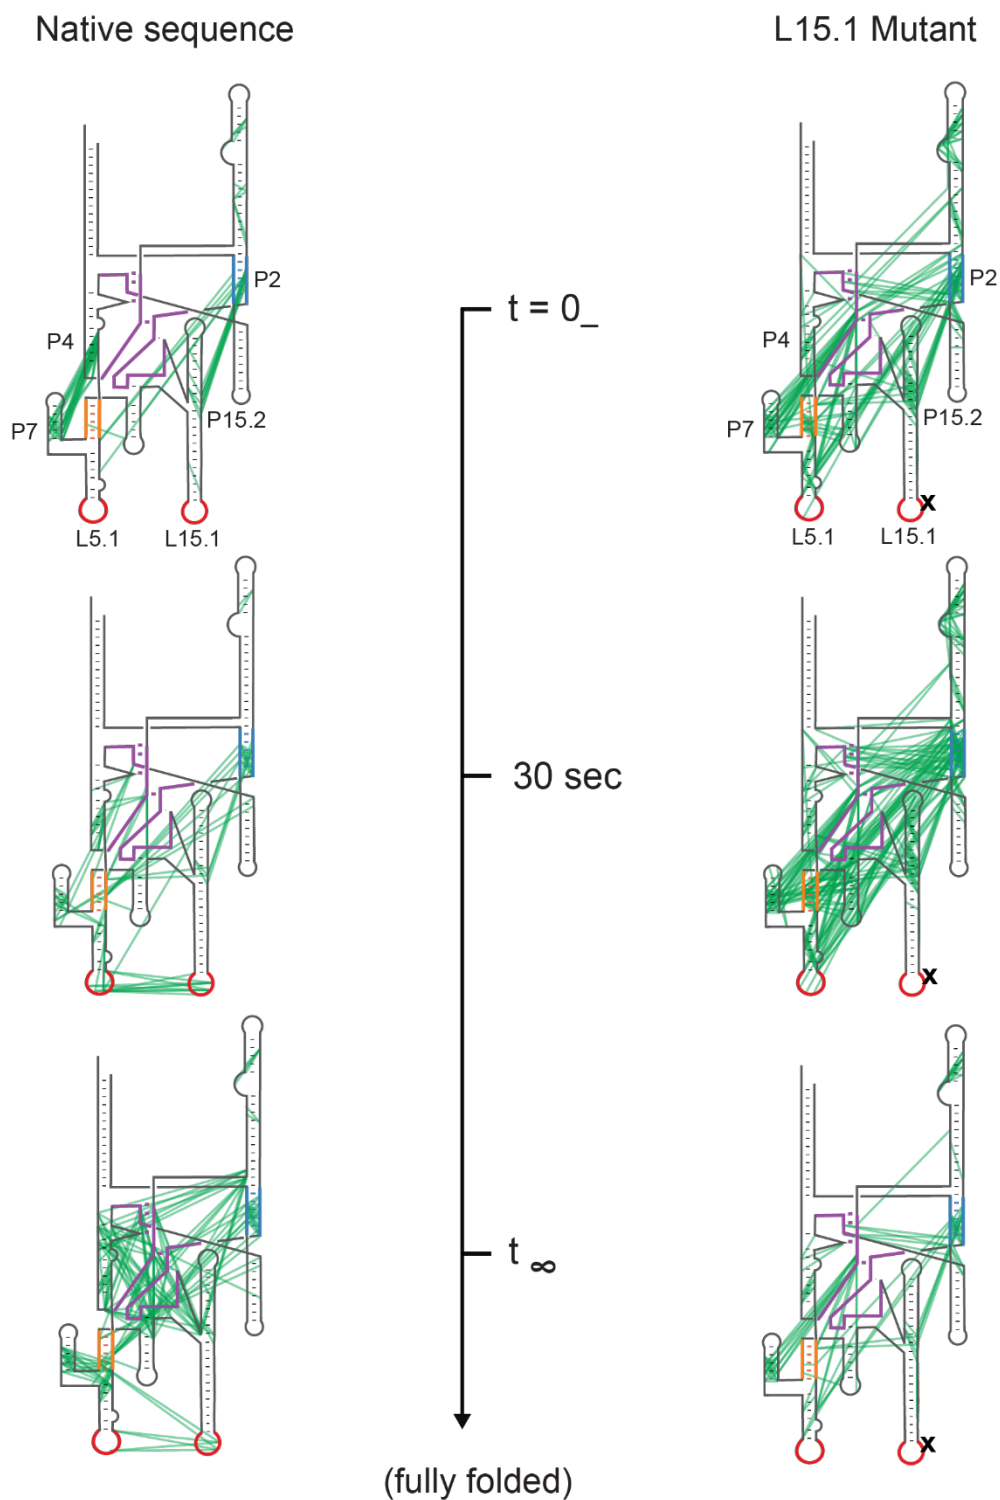 Native sequence
L15.1 Mutant
P2
P4
P7
P15.2
L5.1
L15.1
t = 0_
P2
P4
P7
P15.2
x
L5.1
L15.1
30 sec
x
t ∞
x
(fully folded)